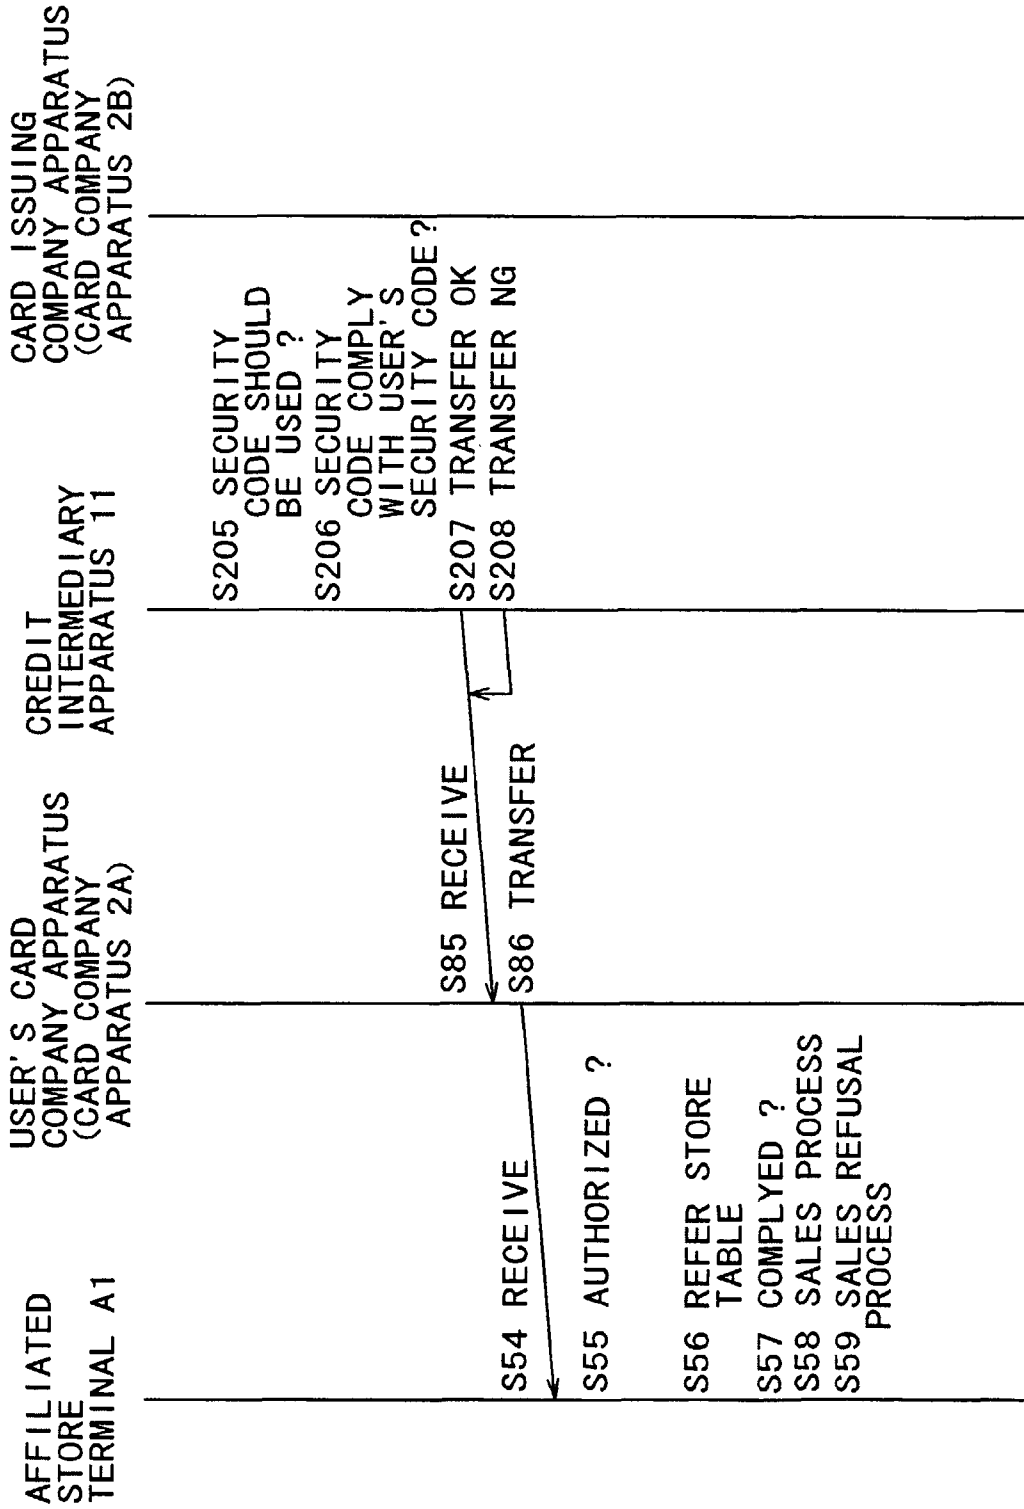 AFFILIATED
STORE
TERMINAL A1
USER'S CARD
COMPANY APPARATUS
(CARD COMPANY
APPARATUS 2A)
CREDIT
INTERMEDIARY
APPARATUS 11
CARD ISSUING
COMPANY APPARATUS
(CARD COMPANY
APPARATUS 2B)
S205 SECURITY
CODE SHOULD
BE USED ?
S206 SECURITY
CODE COMPLY
WITH USER'S
SECURITY CODE?
S207 TRANSFER OK
S208 TRANSFER NG
S85 RECEIVE
S86 TRANSFER
S54 RECEIVE
S55 AUTHORIZED ?
S56 REFER STORE
TABLE
S57 COMPLYED ?
S58 SALES PROCESS
S59 SALES REFUSAL
PROCESS